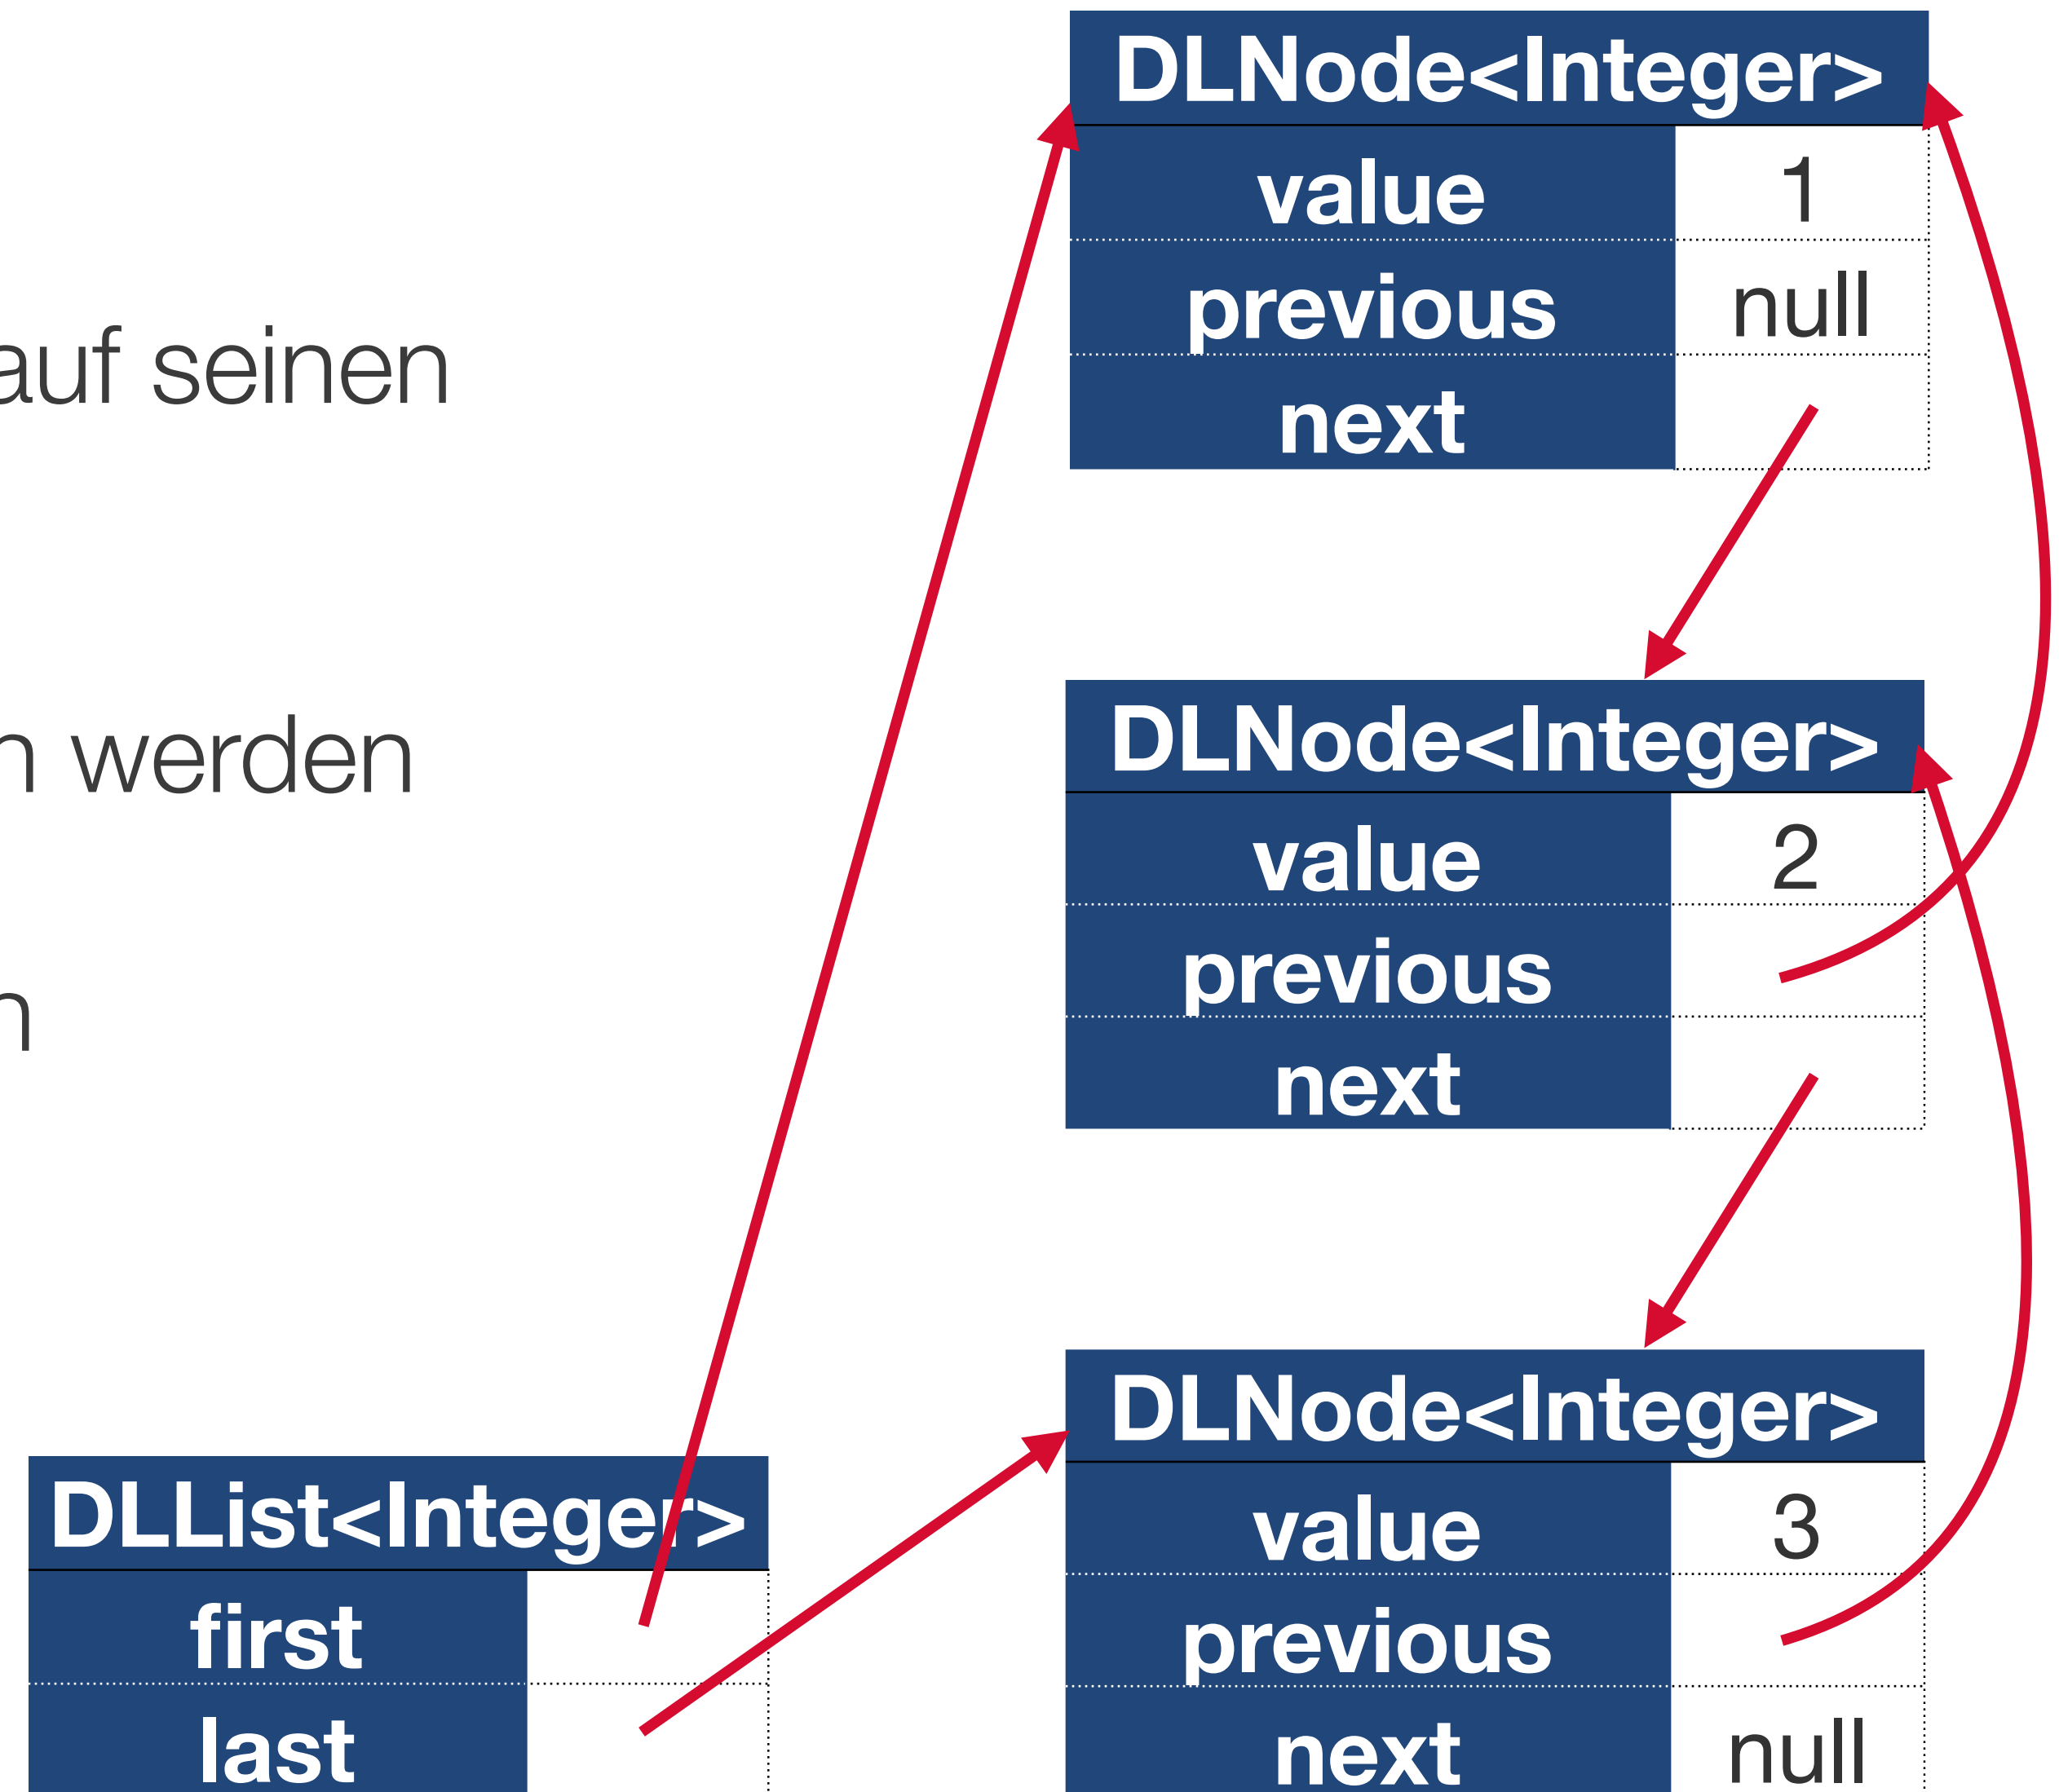 auf seinen
werden
DLNode<Integer>
value 1
previous null
next
DLNode<Integer>
value 2
previous
next
DLNode<Integer>
value 3
previous
next null
DLList<Integer>
first
last